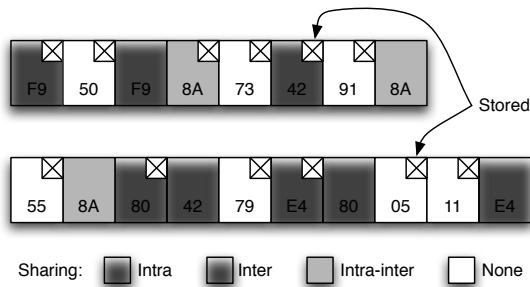 F9 50 F9 8A 73 42 91 8A
Stored
55 8A 80 42 79 E4 80 05 11 E4
Sharing: Intra Inter Intra-inter None